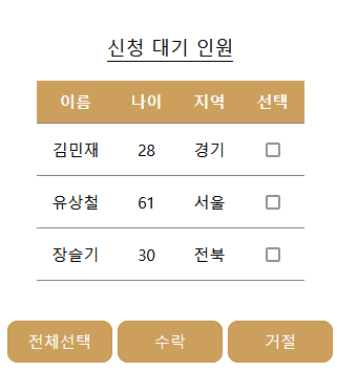 신청 대기 인원
이름 나이 지역 선택
김민재 28 경기
유상철 61 서울
장슬기 30 전북
전체선택 수락 거절